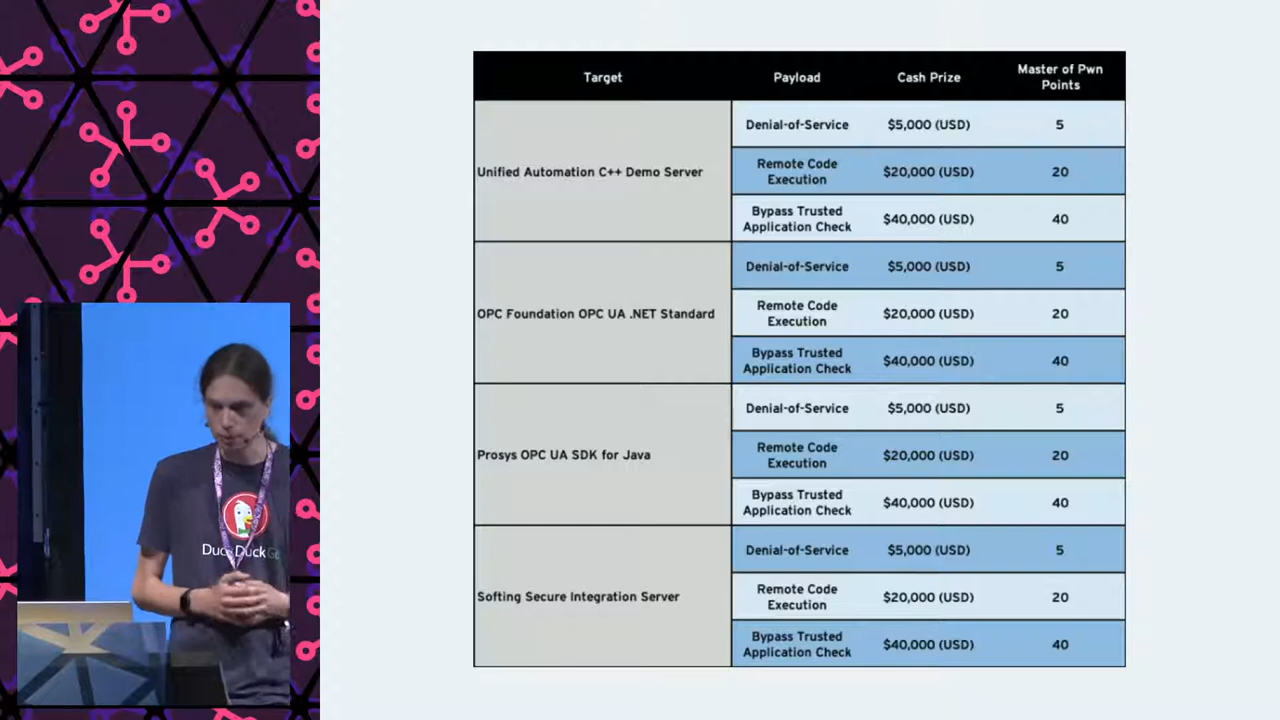 Target Payload Cash Prize Master of Pwn
Points
Unified Automation C++ Demo Server
Denial-of-Service $5,000 (USD) 5
Remote Code
Execution
$20,000 (USD) 20
Bypass Trusted
Application Check
$40,000 (USD) 40
OPC Foundation OPC UA .NET Standard
Denial-of-Service $5,000 (USD) 5
Remote Code
Execution
$20,000 (USD) 20
Bypass Trusted
Application Check
$40,000 (USD) 40
Prosys OPC UA SDK for Java
Denial-of-Service $5,000 (USD) 5
Remote Code
Execution
$20,000 (USD) 20
Bypass Trusted
Application Check
$40,000 (USD) 40
Softing Secure Integration Server
Denial-of-Service $5,000 (USD) 5
Remote Code
Execution
$20,000 (USD) 20
Bypass Trusted
Application Check
$40,000 (USD) 40
DuckDuckGo